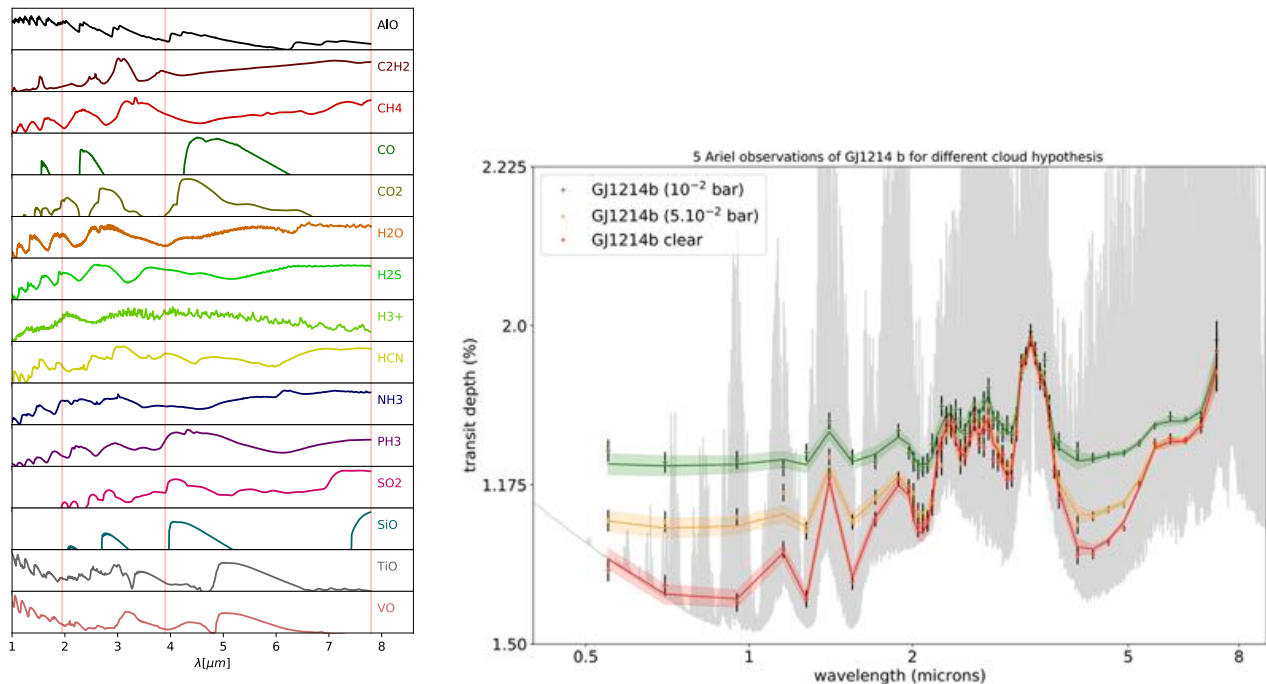 AlO
C2H2
CH4
CO
CO2
H2O
H2S
H3+
HCN
NH3
PH3
SO2
SiO
TiO
VO
1 2 3 4 5 6 7 8
λ[μm]
5 Ariel observations of GJ1214 b for different cloud hypothesis
GJ1214b (10⁻² bar)
GJ1214b (5.10⁻² bar)
GJ1214b clear
transit depth (%)
2.225
2.0
1.175
1.50
0.5 1 2 5 8
wavelength (microns)